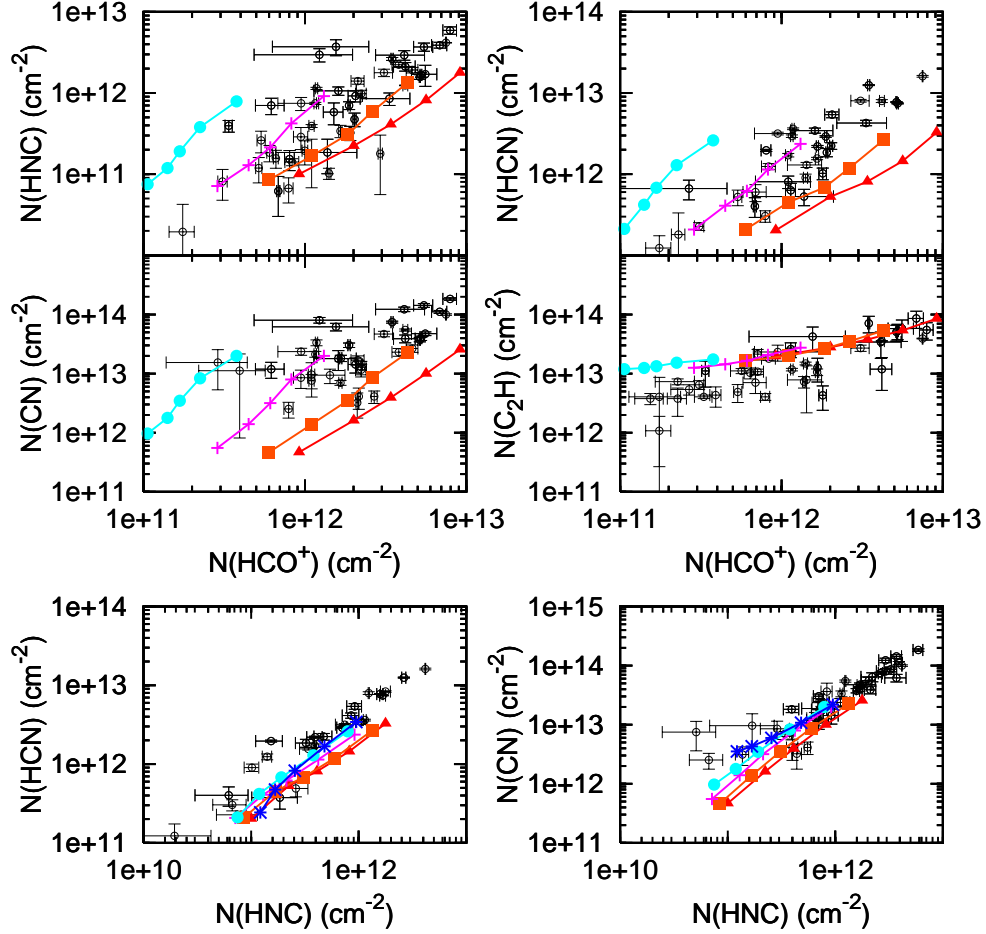 1e+13
1e+12
1e+11
N(HNC) (cm⁻²)
1e+14
1e+13
1e+12
N(HCN) (cm⁻²)
1e+14
1e+13
1e+12
1e+11
N(CN) (cm⁻²)
1e+11 1e+12 1e+13
N(HCO⁺) (cm⁻²)
1e+14
1e+13
1e+12
1e+11
N(C₂H) (cm⁻²)
1e+11 1e+12 1e+13
N(HCO⁺) (cm⁻²)
1e+14
1e+13
1e+12
1e+11
N(HCN) (cm⁻²)
1e+10 1e+12
N(HNC) (cm⁻²)
1e+15
1e+14
1e+13
1e+12
1e+11
N(CN) (cm⁻²)
1e+10 1e+12
N(HNC) (cm⁻²)